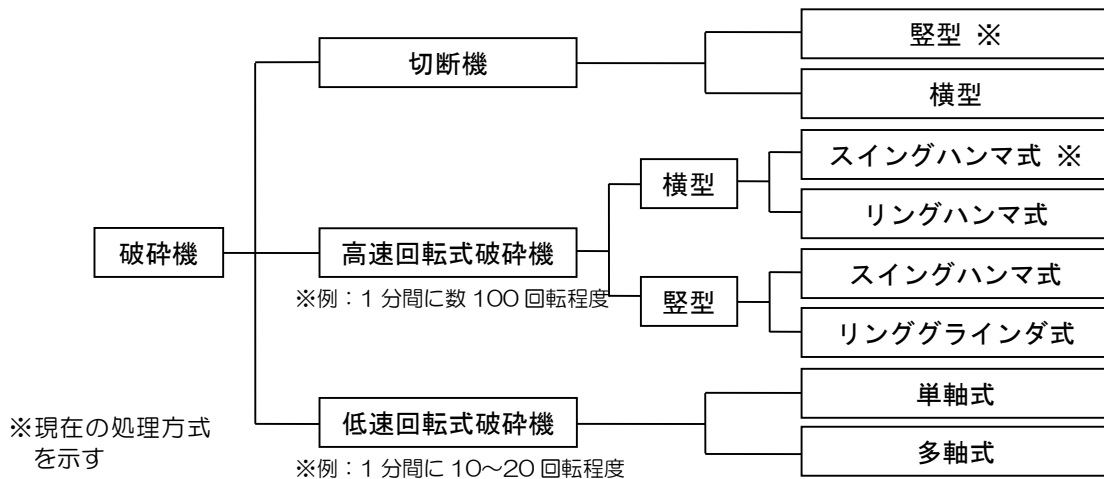 竪型 ※
切断機
横型
スイングハンマ式 ※
横型
リングハンマ式
破砕機
高速回転式破砕機
※例：1 分間に数 100 回転程度
スイングハンマ式
竪型
リンググラインダ式
単軸式
低速回転式破砕機
※例：1 分間に 10～20 回転程度
多軸式
※現在の処理方式
を示す